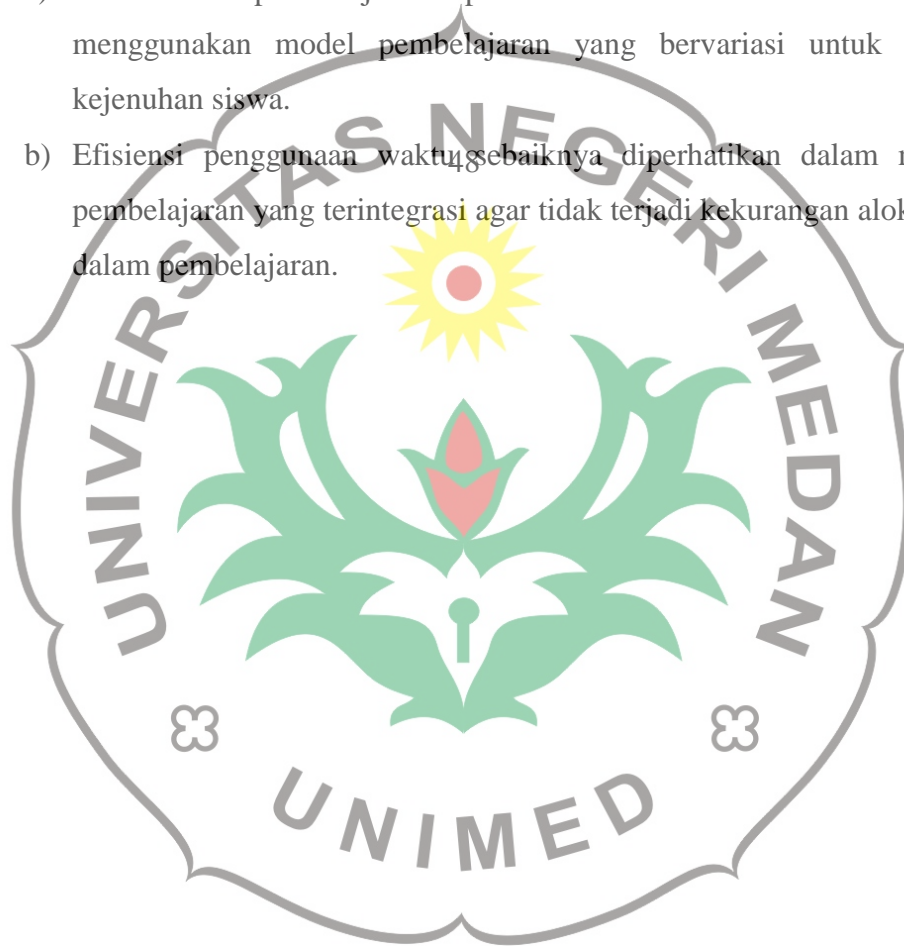 menggunakan model pembelajaran yang bervariasi untuk
kejenuhan siswa.
b) Efisiensi penggunaan waktu sebaiknya diperhatikan dalam
48
pembelajaran yang terintegrasi agar tidak terjadi kekurangan
dalam pembelajaran.
UNIVERSITAS NEGERI MEDAN
UNIMED